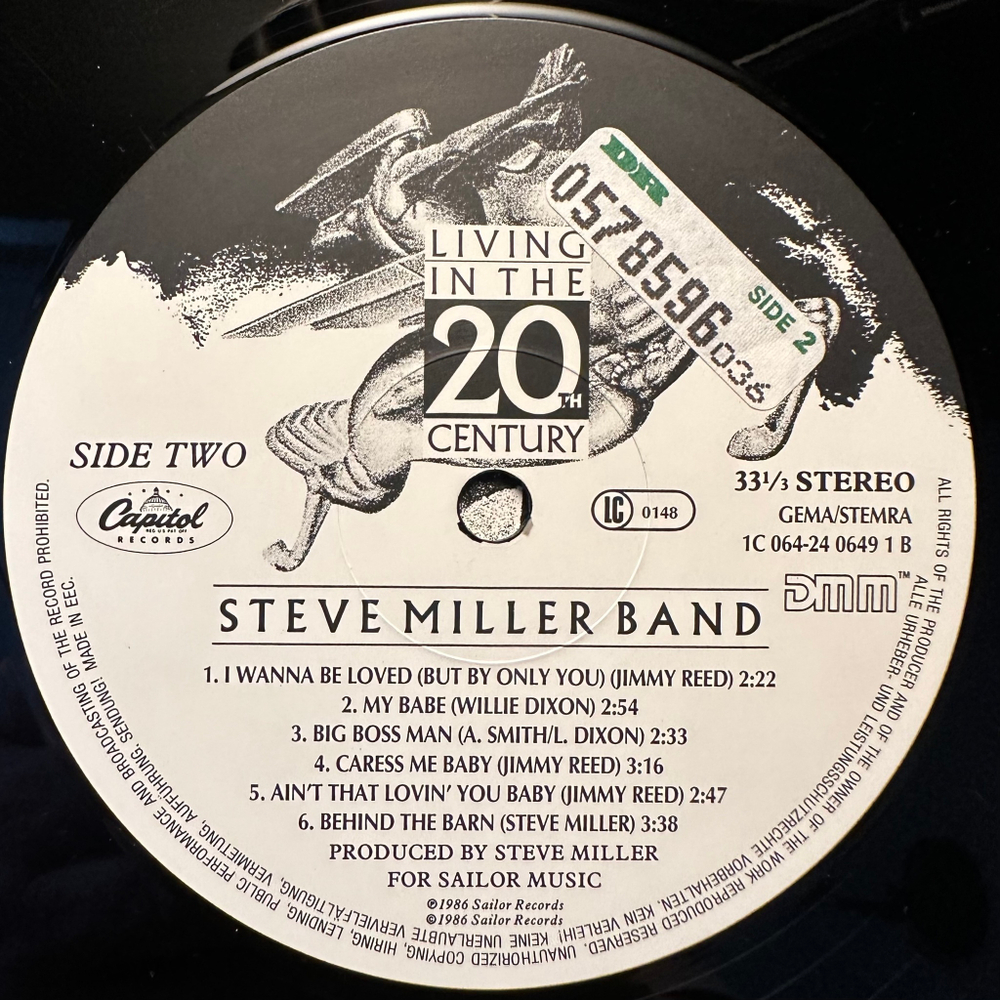 DR
0578596 036
SIDE 2
LIVING
IN THE
20TH
CENTURY
SIDE TWO
Capitol
REG. U.S. PAT. OFF.
RECORDS
LC 0148
33⅓ STEREO
GEMA/STEMRA
1C 064-24 0649 1 B
DMM™
STEVE MILLER BAND
1. I WANNA BE LOVED (BUT BY ONLY YOU) (JIMMY REED) 2:22
2. MY BABE (WILLIE DIXON) 2:54
3. BIG BOSS MAN (A. SMITH/L. DIXON) 2:33
4. CARESS ME BABY (JIMMY REED) 3:16
5. AIN'T THAT LOVIN' YOU BABY (JIMMY REED) 2:47
6. BEHIND THE BARN (STEVE MILLER) 3:38
PRODUCED BY STEVE MILLER
FOR SAILOR MUSIC
℗1986 Sailor Records
©1986 Sailor Records
ALL RIGHTS OF THE PRODUCER AND OF THE OWNER OF THE WORK REPRODUCED RESERVED. UNAUTHORIZED COPYING, HIRING, LENDING, PUBLIC PERFORMANCE AND BROADCASTING OF THE RECORD PROHIBITED.
ALLE URHEBER- UND LEISTUNGSSCHUTZRECHTE VORBEHALTEN. KEIN VERLEIH! KEINE UNERLAUBTE VERVIELFÄLTIGUNG, VERMIETUNG, AUFFÜHRUNG, SENDUNG! MADE IN EEC.